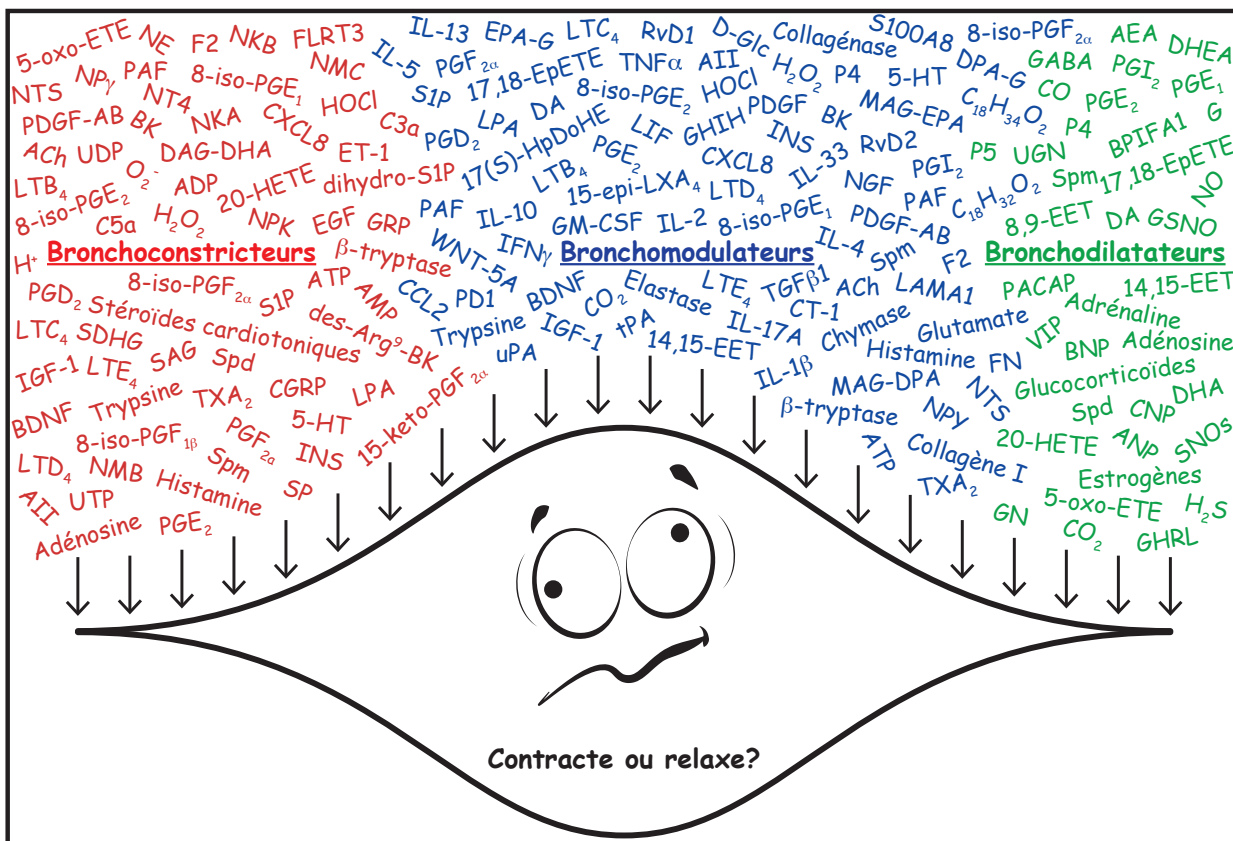 5-oxo-ETE NE F2 NKB FLRT3
NTS NPγ PAF 8-iso-PGE₁ NMC
PDGF-AB BK NT4 NKA CXCL8 HOCl C3a
ACh UDP O₂⁻ DAG-DHA ET-1
LTB₄ ADP 20-HETE dihydro-S1P
8-iso-PGE₂ C5a H₂O₂ NPK EGF GRP
Bronchoconstricteurs
H⁺ β-tryptase
8-iso-PGF₂α S1P ATP AMP
PGD₂ Stéroïdes cardiotoniques des-Arg⁹-BK
LTC₄ SDHG SAG Spd
IGF-1 LTE₄ TXA₂ CGRP LPA
BDNF Trypsine 5-HT 15-keto-PGF₂α
8-iso-PGF₁β PGF₂α INS
LTD₄ NMB Spm SP
AII UTP Histamine
Adénosine PGE₂
IL-13 EPA-G LTC₄ RvD1 D-Glc Collagénase S100A8 8-iso-PGF₂α
IL-5 PGF₂α 17,18-EpETE TNFα AII H₂O₂ P4 5-HT DPA-G
S1P LPA DA 8-iso-PGE₂ HOCl PDGF BK MAG-EPA C₁₈H₃₄O₂
PGD₂ 17(S)-HpDoHE LIF GHIH INS RvD2
LTB₄ PGE₂ CXCL8 IL-33 PGI₂
15-epi-LXA₄ LTD₄ NGF PAF C₁₈H₃₂O₂
PAF IL-10 GM-CSF IL-2 8-iso-PGE₁ PDGF-AB
WNT-5A IFNγ IL-4 Spm F2
Bronchomodulateurs
CCL2 PD1 BDNF CO₂ Elastase LTE₄ TGFβ1 ACh LAMA1
Trypsine IGF-1 tPA IL-17A CT-1 Chymase Glutamate
uPA 14,15-EET Histamine FN
IL-1β MAG-DPA NTS
β-tryptase NPγ
ATP Collagène I
TXA₂
AEA DHEA
GABA PGI₂ PGE₁
CO PGE₂ G
P4 BPIFA1
P5 UGN 17,18-EpETE
Spm NO
8,9-EET DA GSNO
Bronchodilatateurs
PACAP 14,15-EET
Adrénaline
VIP BNP Adénosine
Glucocorticoïdes
DHA
Spd CNP
20-HETE ANP SNOs
Estrogènes
GN 5-oxo-ETE H₂S
CO₂ GHRL
Contracte ou relaxe?